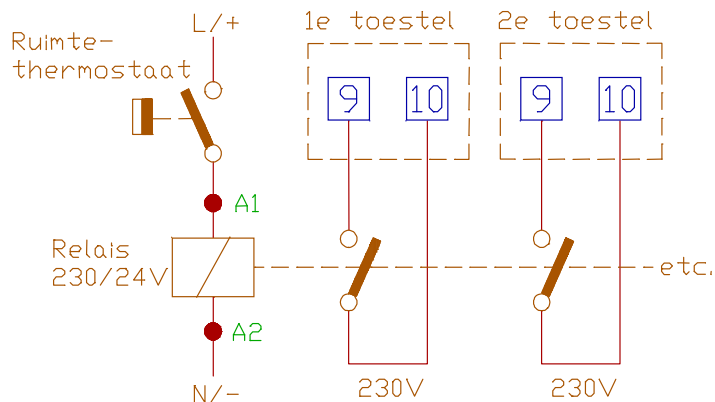 L/+
Ruimte-
thermostaat
A1
Relais
230/24V
A2
N/-
1e toestel
9 10
230V
2e toestel
9 10
230V
etc.